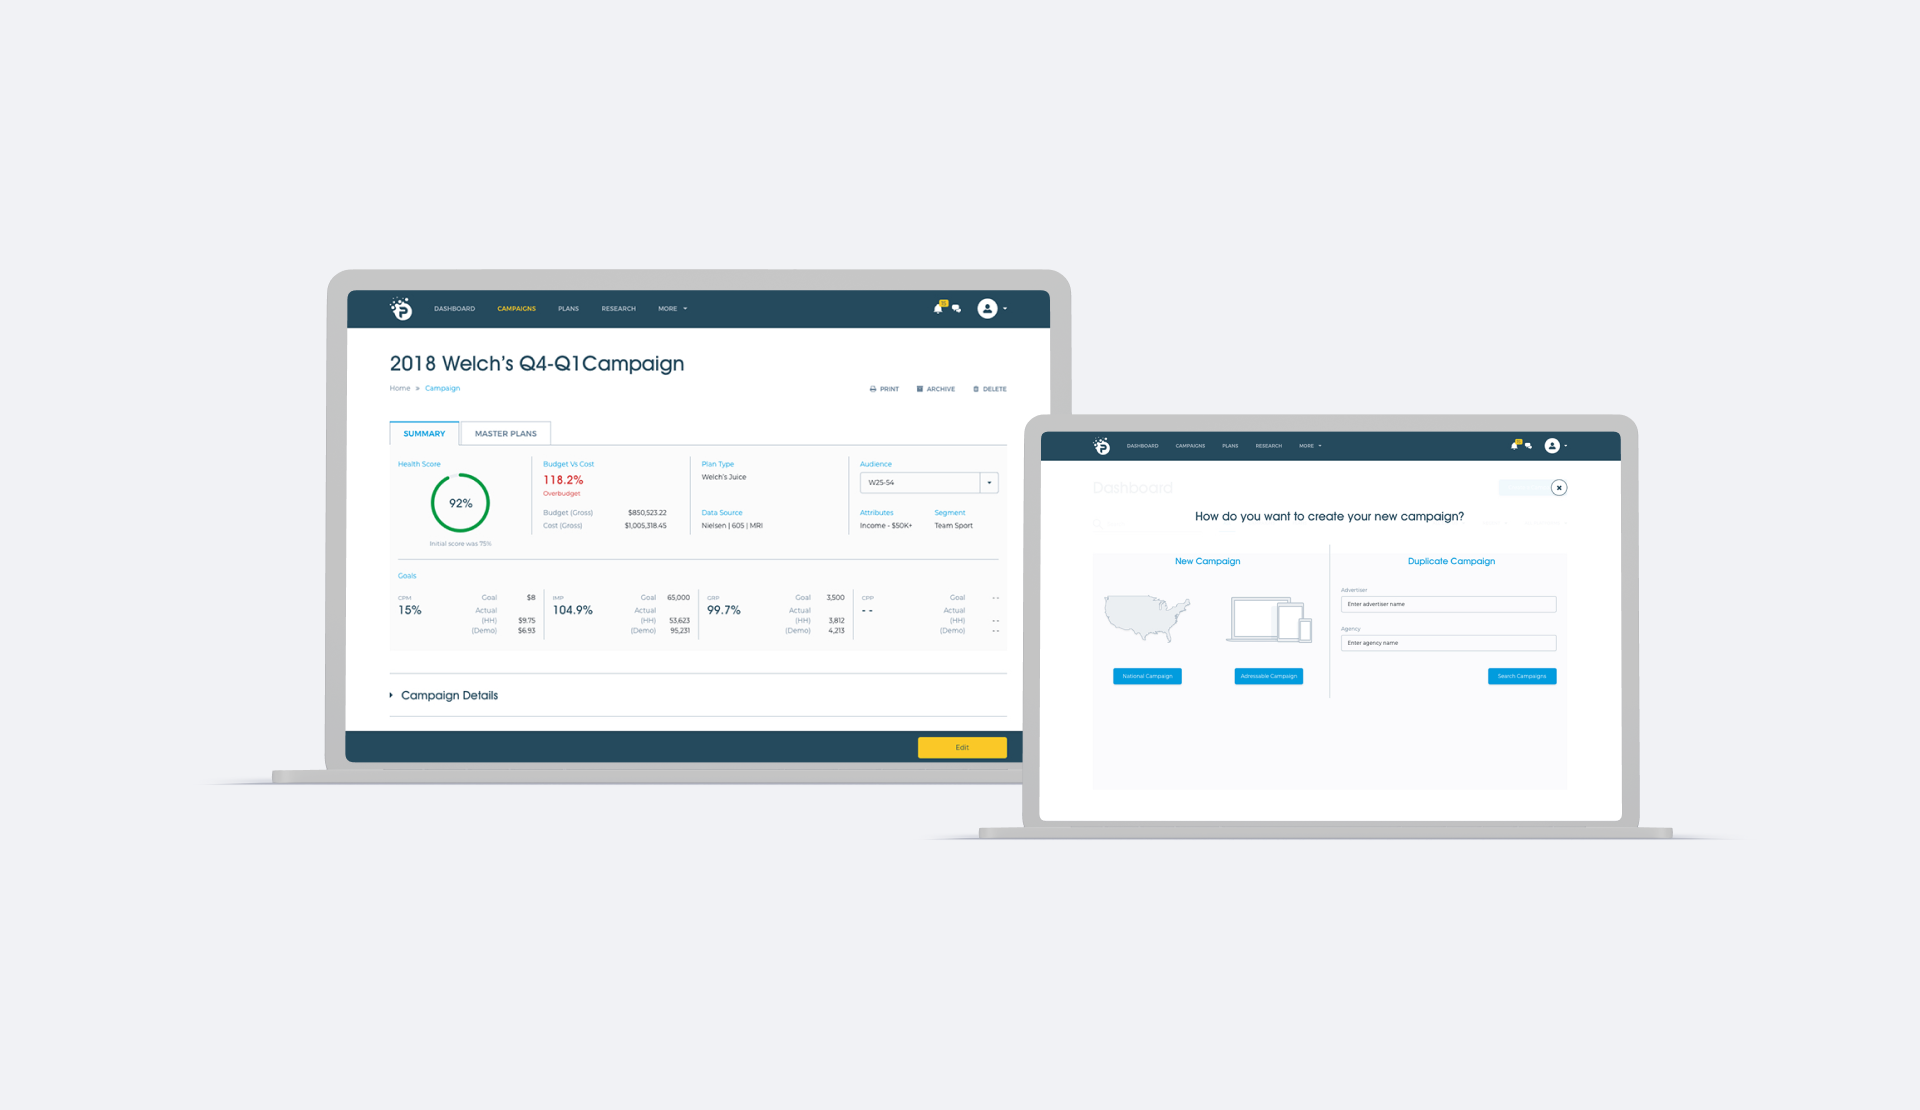 DASHBOARD CAMPAIGNS PLANS RESEARCH MORE
2018 Welch's Q4-Q1Campaign
Home » Campaign
PRINT ARCHIVE DELETE
SUMMARY MASTER PLANS
Health Score
92%
Initial score was 75%
Budget Vs Cost
118.2%
Overbudget
Budget (Gross) $850,523.22
Cost (Gross) $1,005,318.45
Plan Type
Welch's Juice
Data Source
Nielsen | 605 | MRI
Audience
W25-54
Attributes Segment
Income - $50K+ Team Sport
Goals
CPM Goal $8
15% Actual
(HH) $9.75
(Demo) $6.93
IMP Goal 65,000
104.9% Actual
(HH) 53,623
(Demo) 95,231
GRP Goal 3,500
99.7% Actual
(HH) 3,812
(Demo) 4,213
CPP Goal --
-- Actual
(HH) --
(Demo) --
Campaign Details
Edit
DASHBOARD CAMPAIGNS PLANS RESEARCH MORE
Dashboard
How do you want to create your new campaign?
New Campaign
National Campaign Adressable Campaign
Duplicate Campaign
Advertiser
Enter advertiser name
Agency
Enter agency name
Search Campaigns